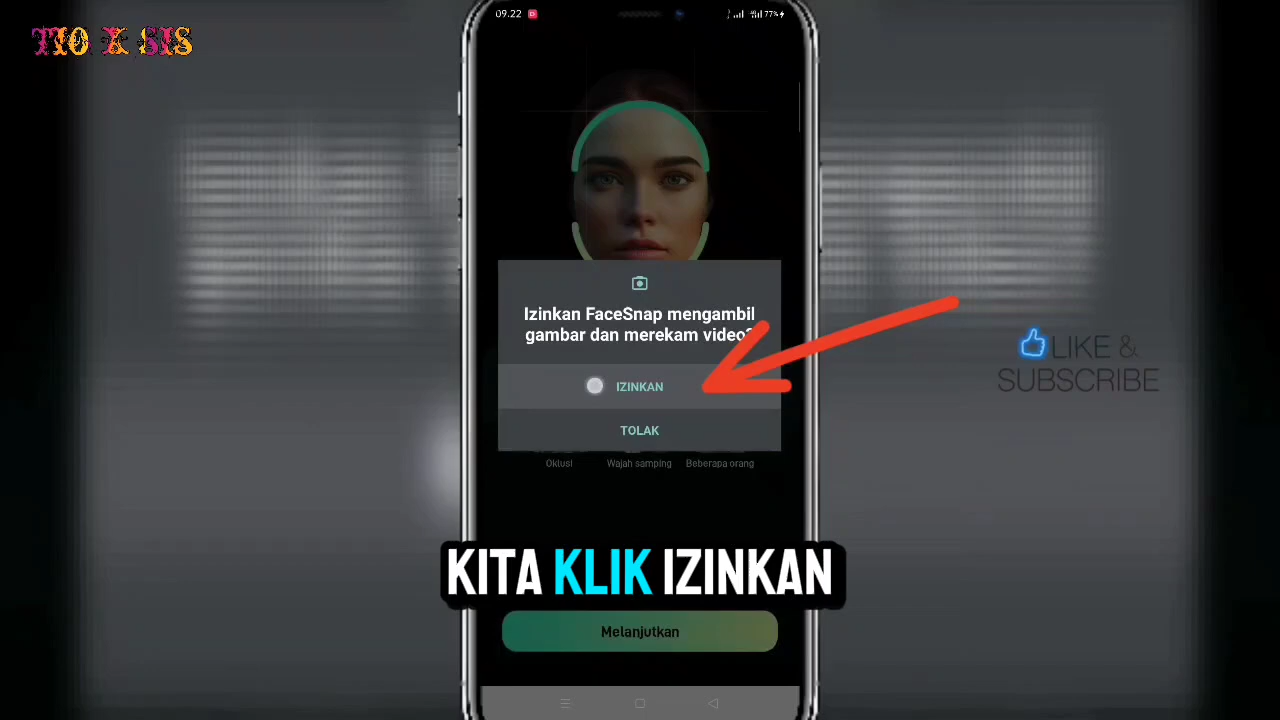 TIO X SIS
09.22
77%
Izinkan FaceSnap mengambil
gambar dan merekam video?
IZINKAN
TOLAK
Oklusi Wajah samping Beberapa orang
LIKE &
SUBSCRIBE
KITA KLIK IZINKAN
Melanjutkan